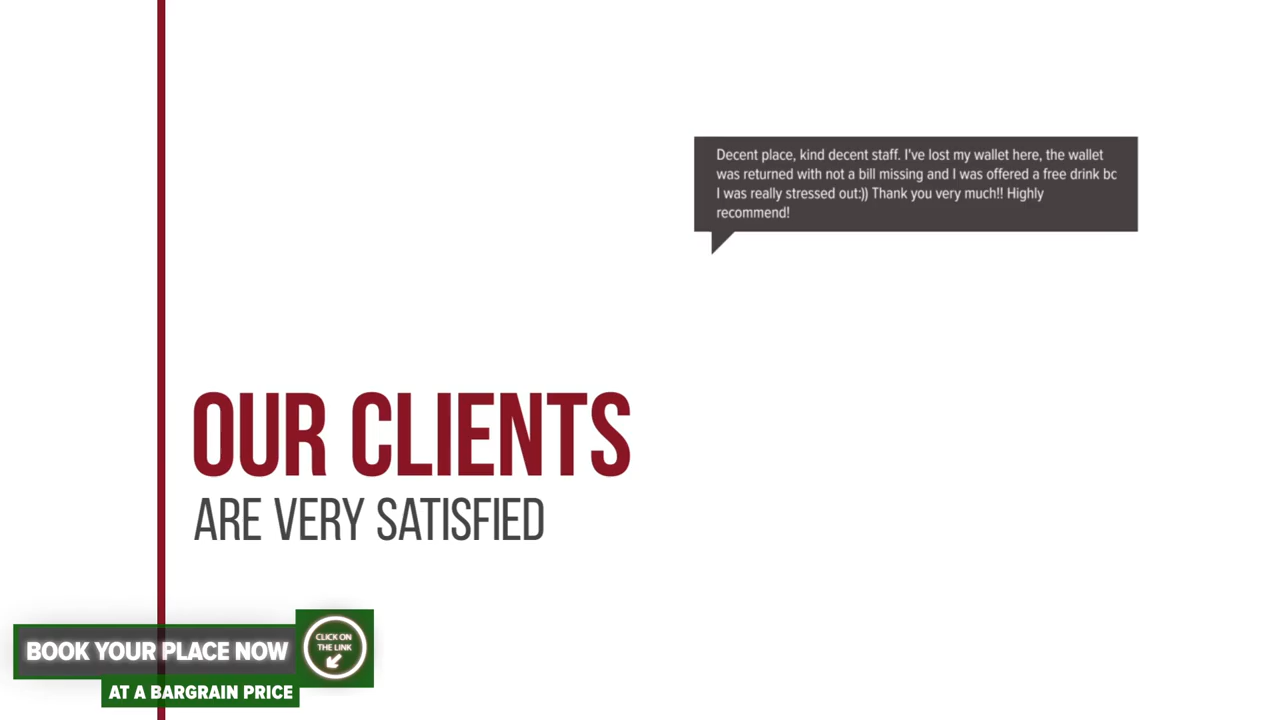 Decent place, kind decent staff. I've lost my wallet here, the wallet
was returned with not a bill missing and I was offered a free drink bc
I was really stressed out:)) Thank you very much!! Highly
recommend!
OUR CLIENTS
ARE VERY SATISFIED
BOOK YOUR PLACE NOW
CLICK ON
THE LINK
AT A BARGRAIN PRICE